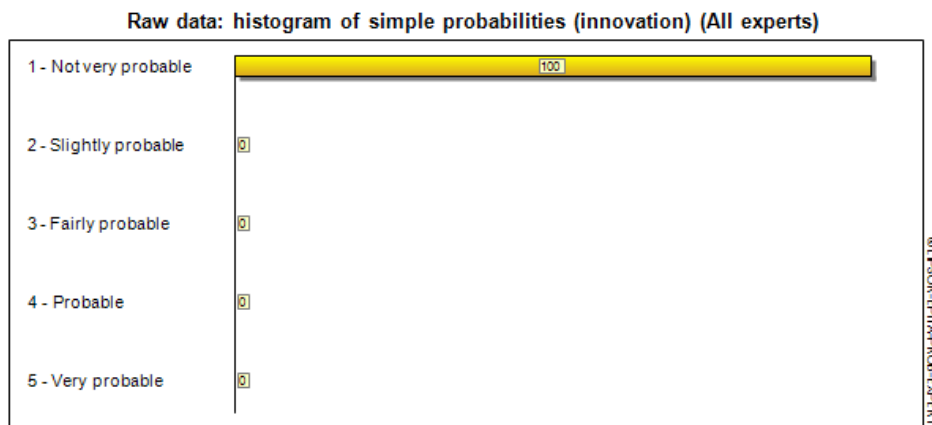 Raw data: histogram of simple probabilities (innovation) (All experts)
1 - Not very probable
100
2 - Slightly probable
0
3 - Fairly probable
0
4 - Probable
0
5 - Very probable
0